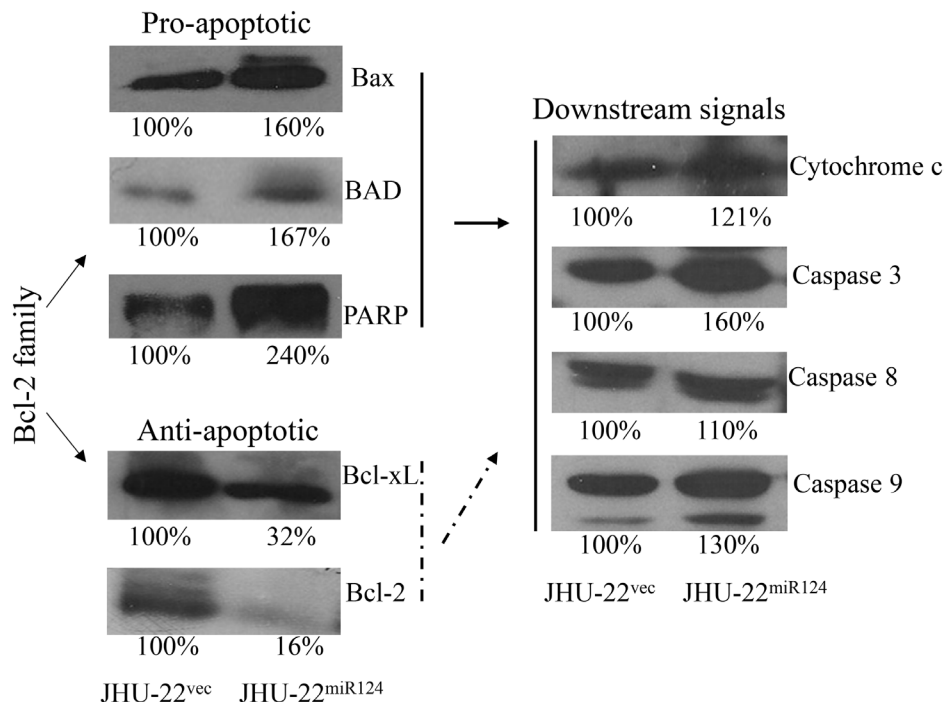 Pro-apoptotic
Bax
100% 160%
BAD
100% 167%
PARP
100% 240%
Bcl-2 family
Anti-apoptotic
Bcl-xL
100% 32%
Bcl-2
100% 16%
JHU-22vec JHU-22miR124
Downstream signals
Cytochrome c
100% 121%
Caspase 3
100% 160%
Caspase 8
100% 110%
Caspase 9
100% 130%
JHU-22vec JHU-22miR124